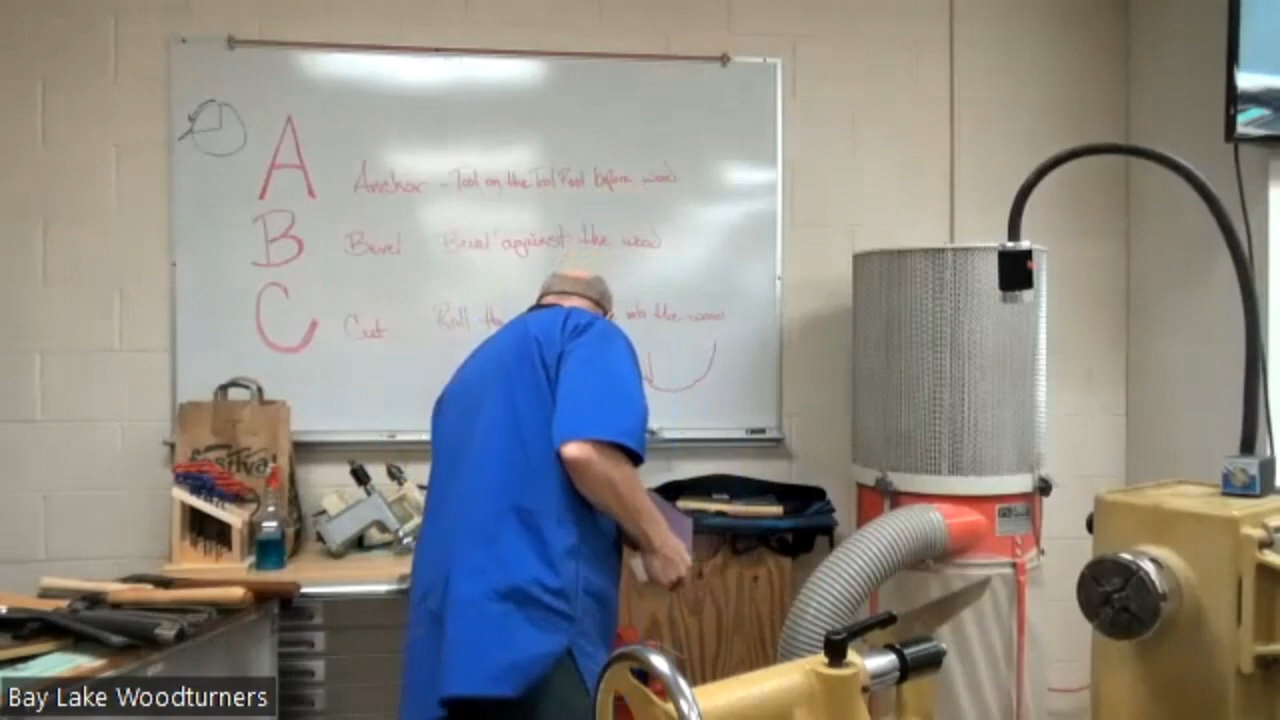 A Anchor - Tool on the Tool Rest before wood
B Bevel Bevel against the wood
C Cut Roll the into the wood
festival
Bay Lake Woodturners